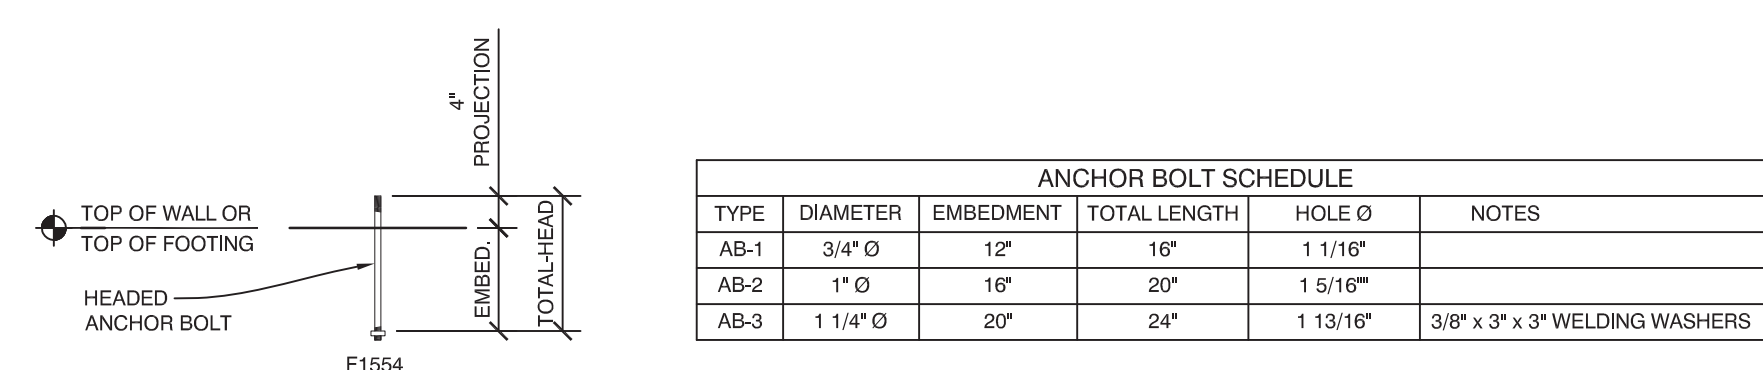 4"
PROJECTION
TOP OF WALL OR
TOP OF FOOTING
HEADED
ANCHOR BOLT
EMBED.
TOTAL-HEAD
F1554
ANCHOR BOLT SCHEDULE
TYPE DIAMETER EMBEDMENT TOTAL LENGTH HOLE Ø NOTES
AB-1 3/4" Ø 12" 16" 1 1/16"
AB-2 1" Ø 16" 20" 1 5/16""
AB-3 1 1/4" Ø 20" 24" 1 13/16" 3/8" x 3" x 3" WELDING WASHERS